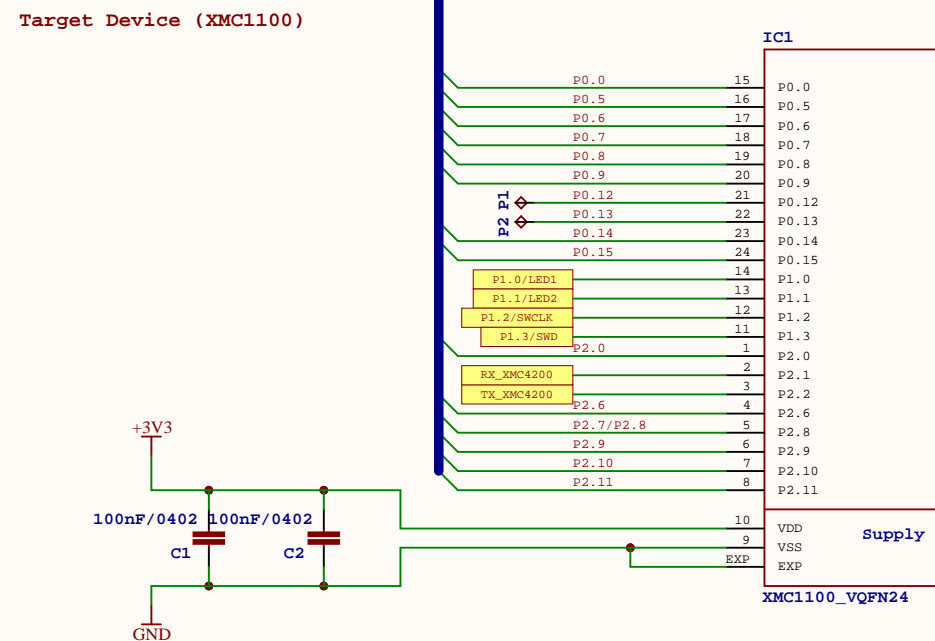 Target Device (XMC1100)
IC1
P0.0 15 P0.0
P0.5 16 P0.5
P0.6 17 P0.6
P0.7 18 P0.7
P0.8 19 P0.8
P0.9 20 P0.9
P1 P0.12 21 P0.12
P2 P0.13 22 P0.13
P0.14 23 P0.14
P0.15 24 P0.15
P1.0/LED1 14 P1.0
P1.1/LED2 13 P1.1
P1.2/SWCLK 12 P1.2
P1.3/SWD 11 P1.3
P2.0 1 P2.0
RX_XMC4200 2 P2.1
TX_XMC4200 3 P2.2
P2.6 4 P2.6
P2.7/P2.8 5 P2.8
P2.9 6 P2.9
P2.10 7 P2.10
P2.11 8 P2.11
+3V3
100nF/0402 100nF/0402
C1 C2
10 VDD
9 VSS
EXP EXP
Supply
XMC1100_VQFN24
GND